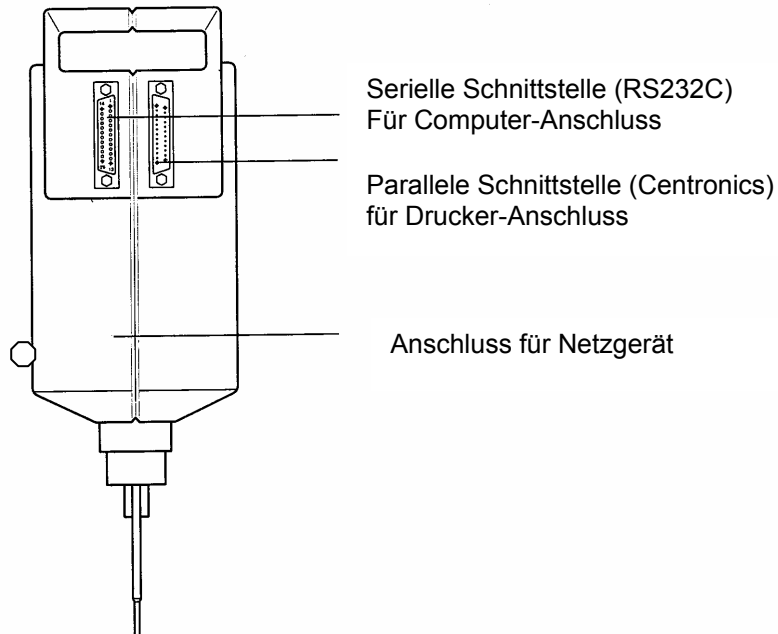 Serielle Schnittstelle (RS232C)
Für Computer-Anschluss
Parallele Schnittstelle (Centronics)
für Drucker-Anschluss
Anschluss für Netzgerät